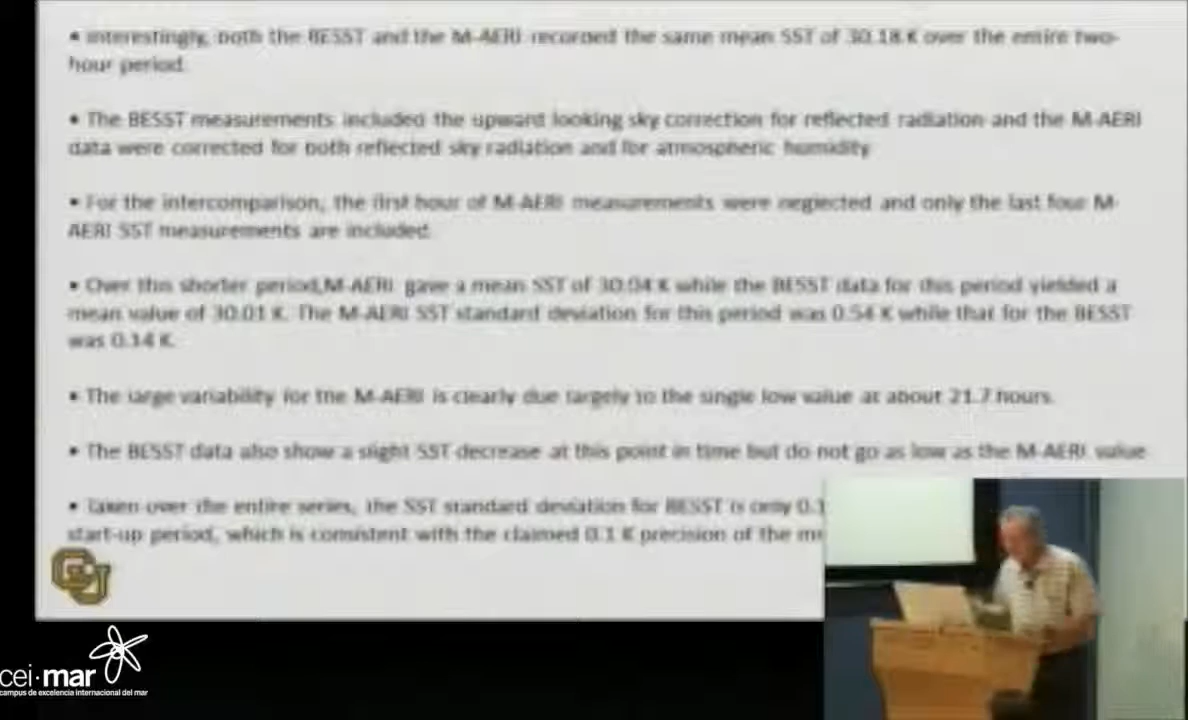 • Interestingly, both the BESST and the M-AERI recorded the same mean SST of 30.18 K over the entire two-
hour period.
• The BESST measurements included the upward looking sky correction for reflected radiation and the M-AERI
data were corrected for both reflected sky radiation and for atmospheric humidity
• For the intercomparison, the first hour of M-AERI measurements were neglected and only the last four M-
AERI SST measurements are included.
• Over this shorter period,M-AERI gave a mean SST of 30.04 K while the BESST data for this period yielded a
mean value of 30.01 K. The M-AERI SST standard deviation for this period was 0.54 K while that for the BESST
was 0.14 K.
• The large variability for the M-AERI is clearly due largely to the single low value at about 21.7 hours.
• The BESST data also show a slight SST decrease at this point in time but do not go as low as the M-AERI value
• Taken over the entire series, the SST standard deviation for BESST is only 0.1
start-up period, which is consistent with the claimed 0.1 K precision of the
CU
cei·mar
campus de excelencia internacional del mar